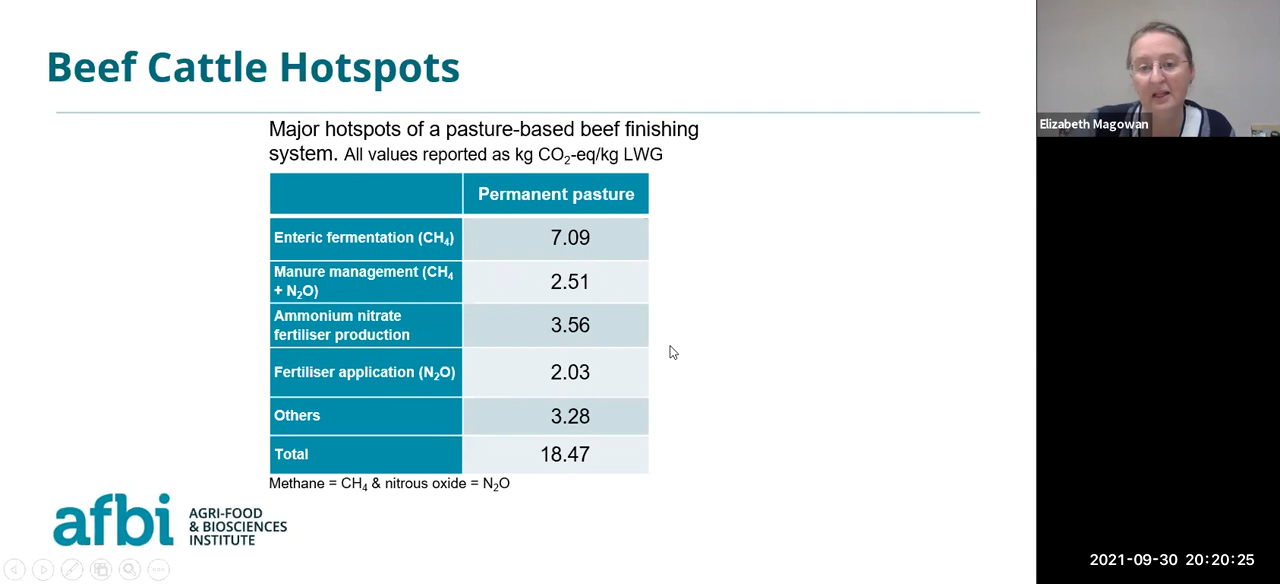 Beef Cattle Hotspots
Major hotspots of a pasture-based beef finishing
system. All values reported as kg CO₂-eq/kg LWG
Permanent pasture
Enteric fermentation (CH₄) 7.09
Manure management (CH₄
+ N₂O) 2.51
Ammonium nitrate
fertiliser production 3.56
Fertiliser application (N₂O) 2.03
Others 3.28
Total 18.47
Methane = CH₄ & nitrous oxide = N₂O
afbi
AGRI-FOOD
& BIOSCIENCES
INSTITUTE
Elizabeth Magowan
2021-09-30 20:20:25